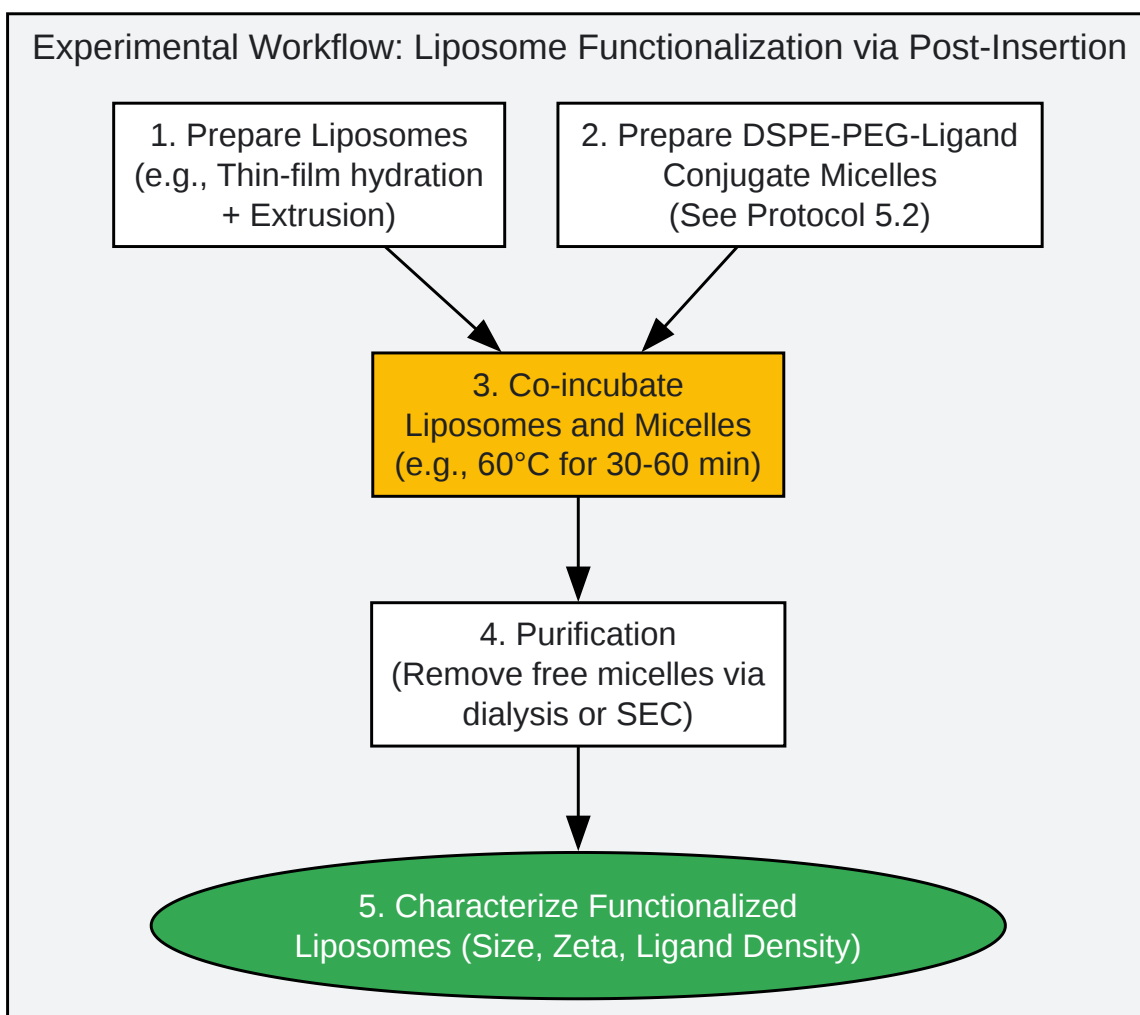 Experimental Workflow: Liposome Functionalization via Post-Insertion
1. Prepare Liposomes
(e.g., Thin-film hydration
+ Extrusion)
2. Prepare DSPE-PEG-Ligand
Conjugate Micelles
(See Protocol 5.2)
3. Co-incubate
Liposomes and Micelles
(e.g., 60°C for 30-60 min)
4. Purification
(Remove free micelles via
dialysis or SEC)
5. Characterize Functionalized
Liposomes (Size, Zeta, Ligand Density)